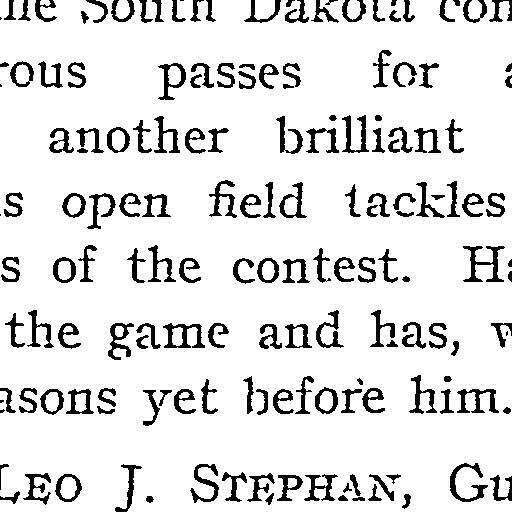 the South Dakota con
rous passes for a
another brilliant
s open field tackles
s of the contest. Ha
the game and has, w
asons yet before him.
LEO J. STEPHAN, Gu